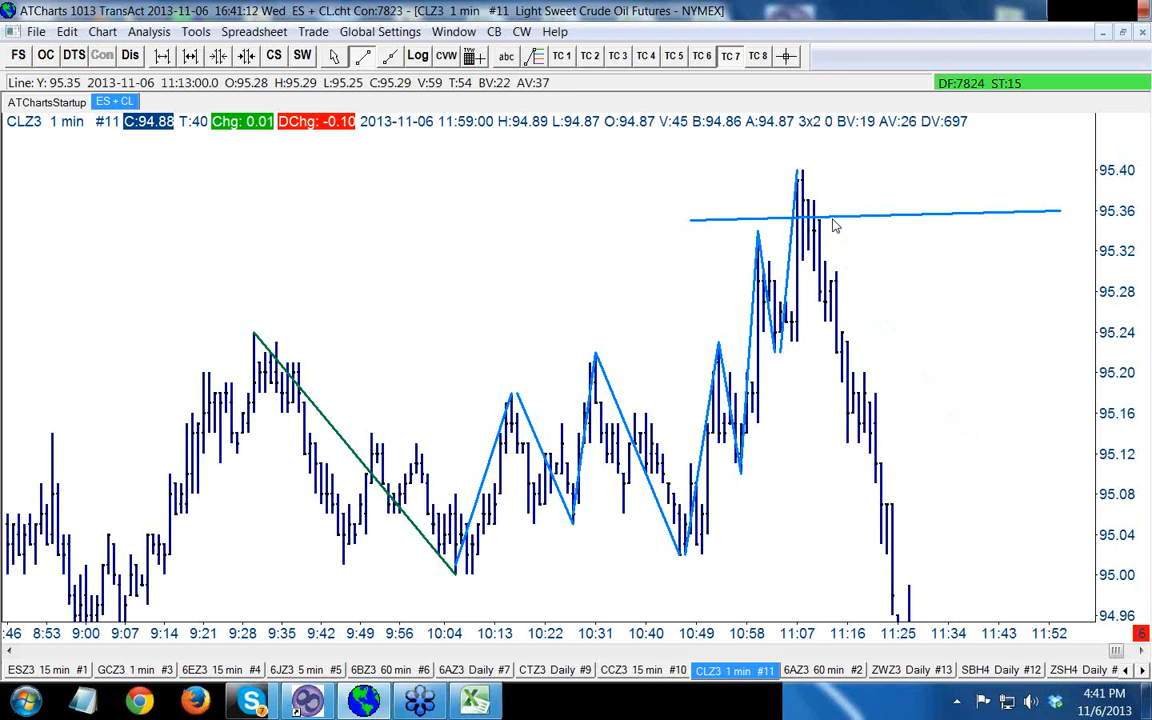 ATCharts 1013 TransAct 2013-11-06 16:41:12 Wed ES + CL.cht Con:7823 - [CLZ3 1 min #11 Light Sweet Crude Oil Futures - NYMEX]
File Edit Chart Analysis Tools Spreadsheet Trade Global Settings Window CB CW Help
FS OC DTS Con Dis CS SW Log CVW abc TC 1 TC 2 TC 3 TC 4 TC 5 TC 6 TC 7 TC 8
Line: Y: 95.35 2013-11-06 11:13:00.0 O:95.28 H:95.29 L:95.25 C:95.29 V:59 T:54 BV:22 AV:37 DF:7824 ST:15
ATChartsStartup ES + CL
CLZ3 1 min #11 C:94.88 T:40 Chg: 0.01 DChg: -0.10 2013-11-06 11:59:00 H:94.89 L:94.87 O:94.87 V:45 B:94.86 A:94.87 3x2 0 BV:19 AV:26 DV:697
95.40
95.36
95.32
95.28
95.24
95.20
95.16
95.12
95.08
95.04
95.00
94.96
:46 8:53 9:00 9:07 9:14 9:21 9:28 9:35 9:42 9:49 9:56 10:04 10:13 10:22 10:31 10:40 10:49 10:58 11:07 11:16 11:25 11:34 11:43 11:52 6
ESZ3 15 min #1 GCZ3 1 min #3 6EZ3 15 min #4 6JZ3 5 min #5 6BZ3 60 min #6 6AZ3 Daily #7 CTZ3 Daily #9 CCZ3 15 min #10 CLZ3 1 min #11 6AZ3 60 min #2 ZWZ3 Daily #13 SBH4 Daily #12 ZSH4 Daily #
7
4:41 PM
11/6/2013